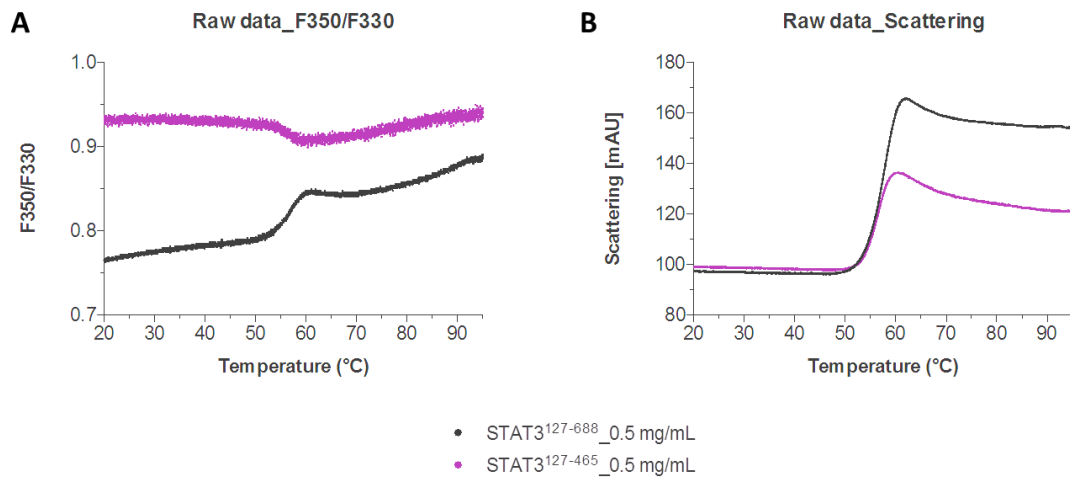 A
Raw data_F350/F330
1.0
0.9
0.8
0.7
F350/F330
20 30 40 50 60 70 80 90
Temperature (°C)
B
Raw data_Scattering
180
160
140
120
100
80
Scattering [mAU]
20 30 40 50 60 70 80 90
Temperature (°C)
STAT3¹²⁷⁻⁶⁸⁸_0.5 mg/mL
STAT3¹²⁷⁻⁴⁶⁵_0.5 mg/mL